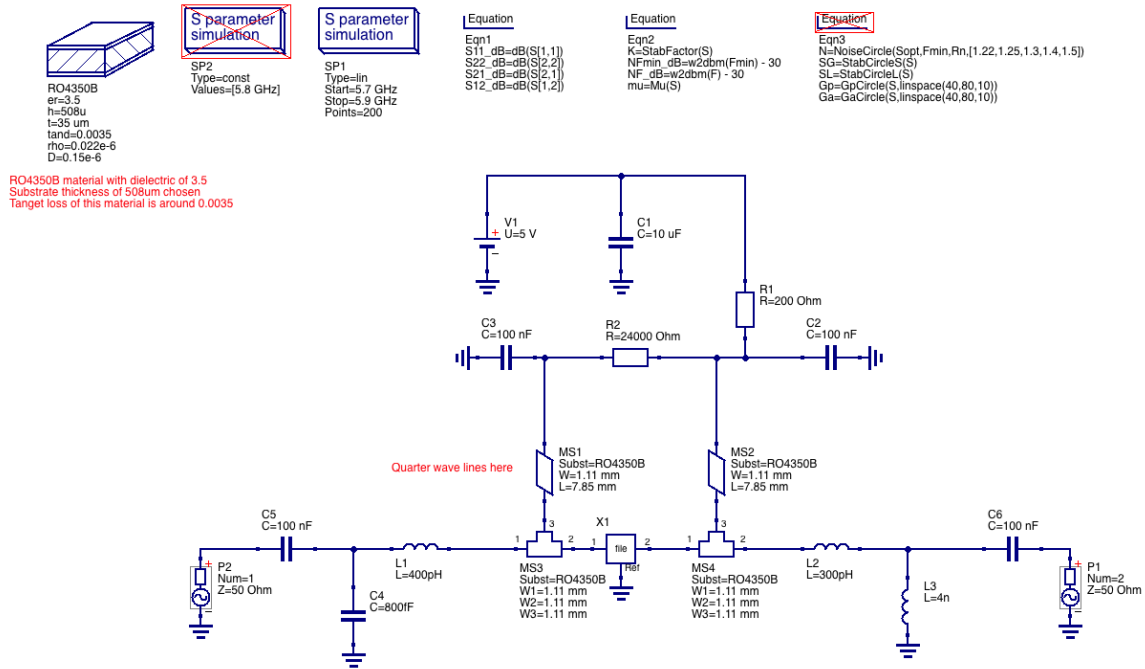 S parameter
simulation
S parameter
simulation
Equation
Equation
Equation
RO4350B
er=3.5
h=508u
t=35 um
tand=0.0035
rho=0.022e-6
D=0.15e-6
SP2
Type=const
Values=[5.8 GHz]
SP1
Type=lin
Start=5.7 GHz
Stop=5.9 GHz
Points=200
Eqn1
S11_dB=dB(S[1,1])
S22_dB=dB(S[2,2])
S21_dB=dB(S[2,1])
S12_dB=dB(S[1,2])
Eqn2
K=StabFactor(S)
NFmin_dB=w2dbm(Fmin) - 30
NF_dB=w2dbm(F) - 30
mu=Mu(S)
Eqn3
N=NoiseCircle(Sopt,Fmin,Rn,[1.22,1.25,1.3,1.4,1.5])
SG=StabCircleS(S)
SL=StabCircleL(S)
Gp=GpCircle(S,linspace(40,80,10))
Ga=GaCircle(S,linspace(40,80,10))
RO4350B material with dielectric of 3.5
Substrate thickness of 508um chosen
Tanget loss of this material is around 0.0035
V1
U=5 V
C1
C=10 uF
R1
R=200 Ohm
C3
C=100 nF
R2
R=24000 Ohm
C2
C=100 nF
Quarter wave lines here
MS1
Subst=RO4350B
W=1.11 mm
L=7.85 mm
MS2
Subst=RO4350B
W=1.11 mm
L=7.85 mm
C5
C=100 nF
P2
Num=1
Z=50 Ohm
C4
C=800fF
L1
L=400pH
1
3
2
MS3
Subst=RO4350B
W1=1.11 mm
W2=1.11 mm
W3=1.11 mm
X1
1
file
2
Ref
1
3
2
MS4
Subst=RO4350B
W1=1.11 mm
W2=1.11 mm
W3=1.11 mm
L2
L=300pH
L3
L=4n
C6
C=100 nF
P1
Num=2
Z=50 Ohm